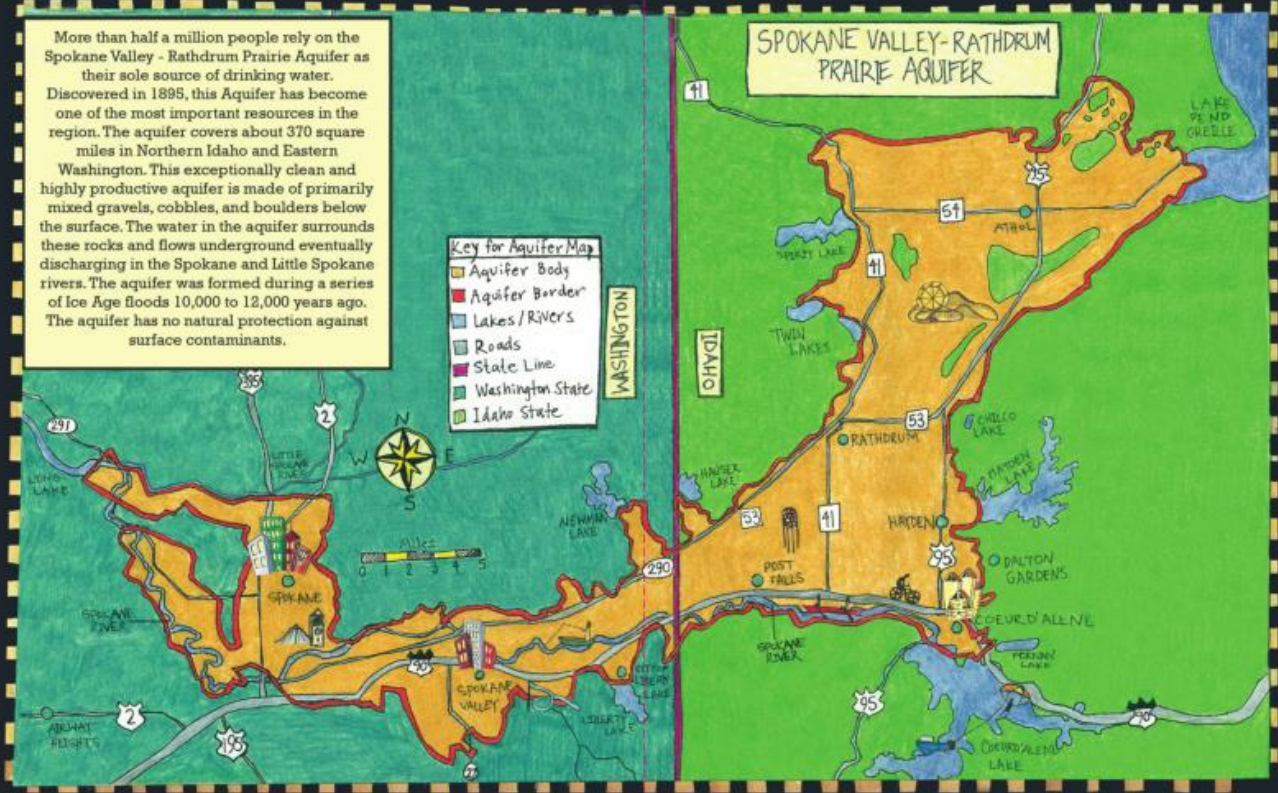 More than half a million people rely on the
Spokane Valley - Rathdrum Prairie Aquifer as
their sole source of drinking water.
Discovered in 1895, this Aquifer has become
one of the most important resources in the
region. The aquifer covers about 370 square
miles in Northern Idaho and Eastern
Washington. This exceptionally clean and
highly productive aquifer is made of primarily
mixed gravels, cobbles, and boulders below
the surface. The water in the aquifer surrounds
these rocks and flows underground eventually
discharging in the Spokane and Little Spokane
rivers. The aquifer was formed during a series
of Ice Age floods 10,000 to 12,000 years ago.
The aquifer has no natural protection against
surface contaminants.
SPOKANE VALLEY-RATHDRUM
PRAIRIE AQUIFER
41
LAKE
PEND
OREILLE
95
54
ATHOL
SPIRIT LAKE
41
TWIN
LAKES
Key for Aquifer Map
Aquifer Body
Aquifer Border
Lakes/Rivers
Roads
State Line
Washington State
Idaho State
WASHINGTON
IDAHO
395
2
291
LONG
LAKE
LITTLE
SPOKANE
RIVER
N
W
E
S
53
RATHDRUM
CHILCO
LAKE
HAUSER
LAKE
HAYDEN
LAKE
NEWMAN
LAKE
53
41
HAYDEN
Miles
0 1 2 3 4 5
290
95
POST
FALLS
DALTON
GARDENS
SPOKANE
SPOKANE
RIVER
COEUR D'ALENE
SPOKANE
RIVER
FERNAN
LAKE
90
SPOKANE
VALLEY
LIBERTY
LAKE
LIBERTY
LAKE
2
AIRWAY
HEIGHTS
195
95
90
COEUR D'ALENE
LAKE